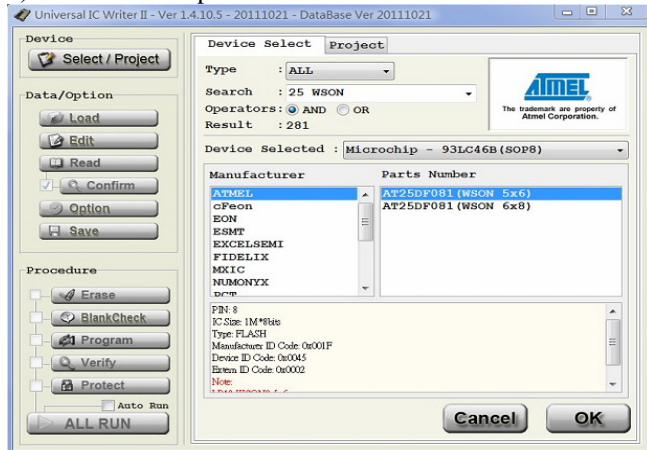 Universal IC Writer II - Ver 1.4.10.5 - 20111021 - DataBase Ver 20111021
Device
Select / Project
Data/Option
Load
Edit
Read
Confirm
Option
Save
Procedure
Erase
BlankCheck
Program
Verify
Protect
Auto Run
ALL RUN
Device Select Project
Type : ALL
Search : 25 WSON
Operators: AND OR
Result : 281
ATMEL
The trademark are property of
Atmel Corporation.
Device Selected : Microchip - 93LC46B(SOP8)
Manufacturer Parts Number
ATMEL AT25DF081(WSON 5x6)
cFeon AT25DF081(WSON 6x8)
EON
ESMT
EXCELSEMI
FIDELIX
MXIC
NUMONYX
PIN: 8
IC Size: 1M*8bits
Type: FLASH
Manufacturer ID Code: 0x001F
Device ID Code: 0x0045
Extern ID Code: 0x0002
Note:
Cancel OK